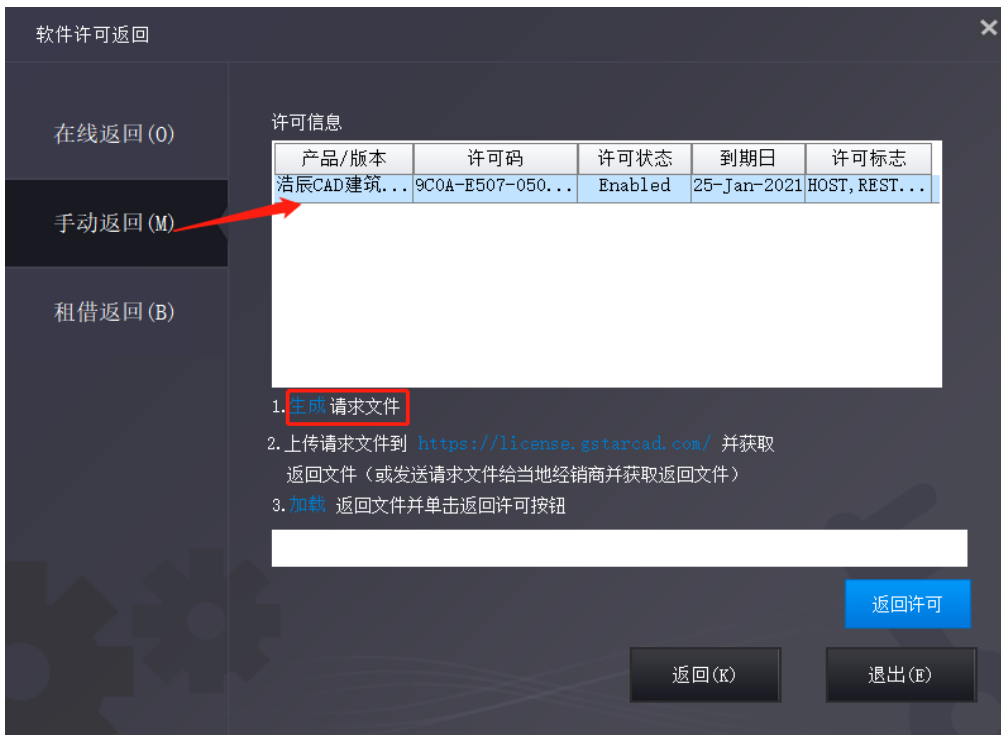 软件许可返回
在线返回(O)
手动返回(M)
租借返回(B)
许可信息
产品/版本 许可码 许可状态 到期日 许可标志
浩辰CAD建筑... 9C0A-E507-050... Enabled 25-Jan-2021 HOST,REST...
1.生成请求文件
2.上传请求文件到 https://license.gstarcad.com/ 并获取
返回文件（或发送请求文件给当地经销商并获取返回文件）
3.加载 返回文件并单击返回许可按钮
返回许可
返回(K) 退出(E)